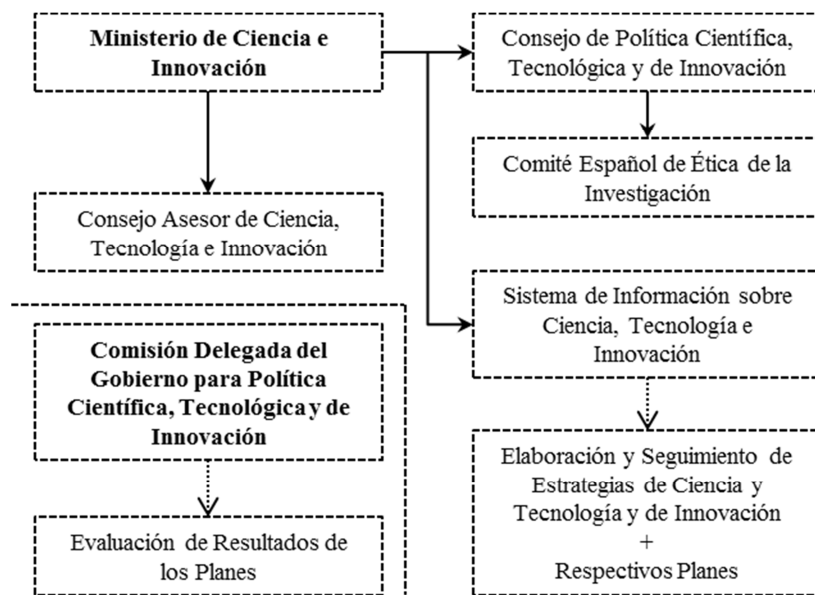 Ministerio de Ciencia e
Innovación
Consejo de Política Científica,
Tecnológica y de Innovación
Comité Español de Ética de la
Investigación
Consejo Asesor de Ciencia,
Tecnología e Innovación
Sistema de Información sobre
Ciencia, Tecnología e
Innovación
Comisión Delegada del
Gobierno para Política
Científica, Tecnológica y de
Innovación
Elaboración y Seguimiento de
Estrategias de Ciencia y
Tecnología y de Innovación
+
Respectivos Planes
Evaluación de Resultados de
los Planes